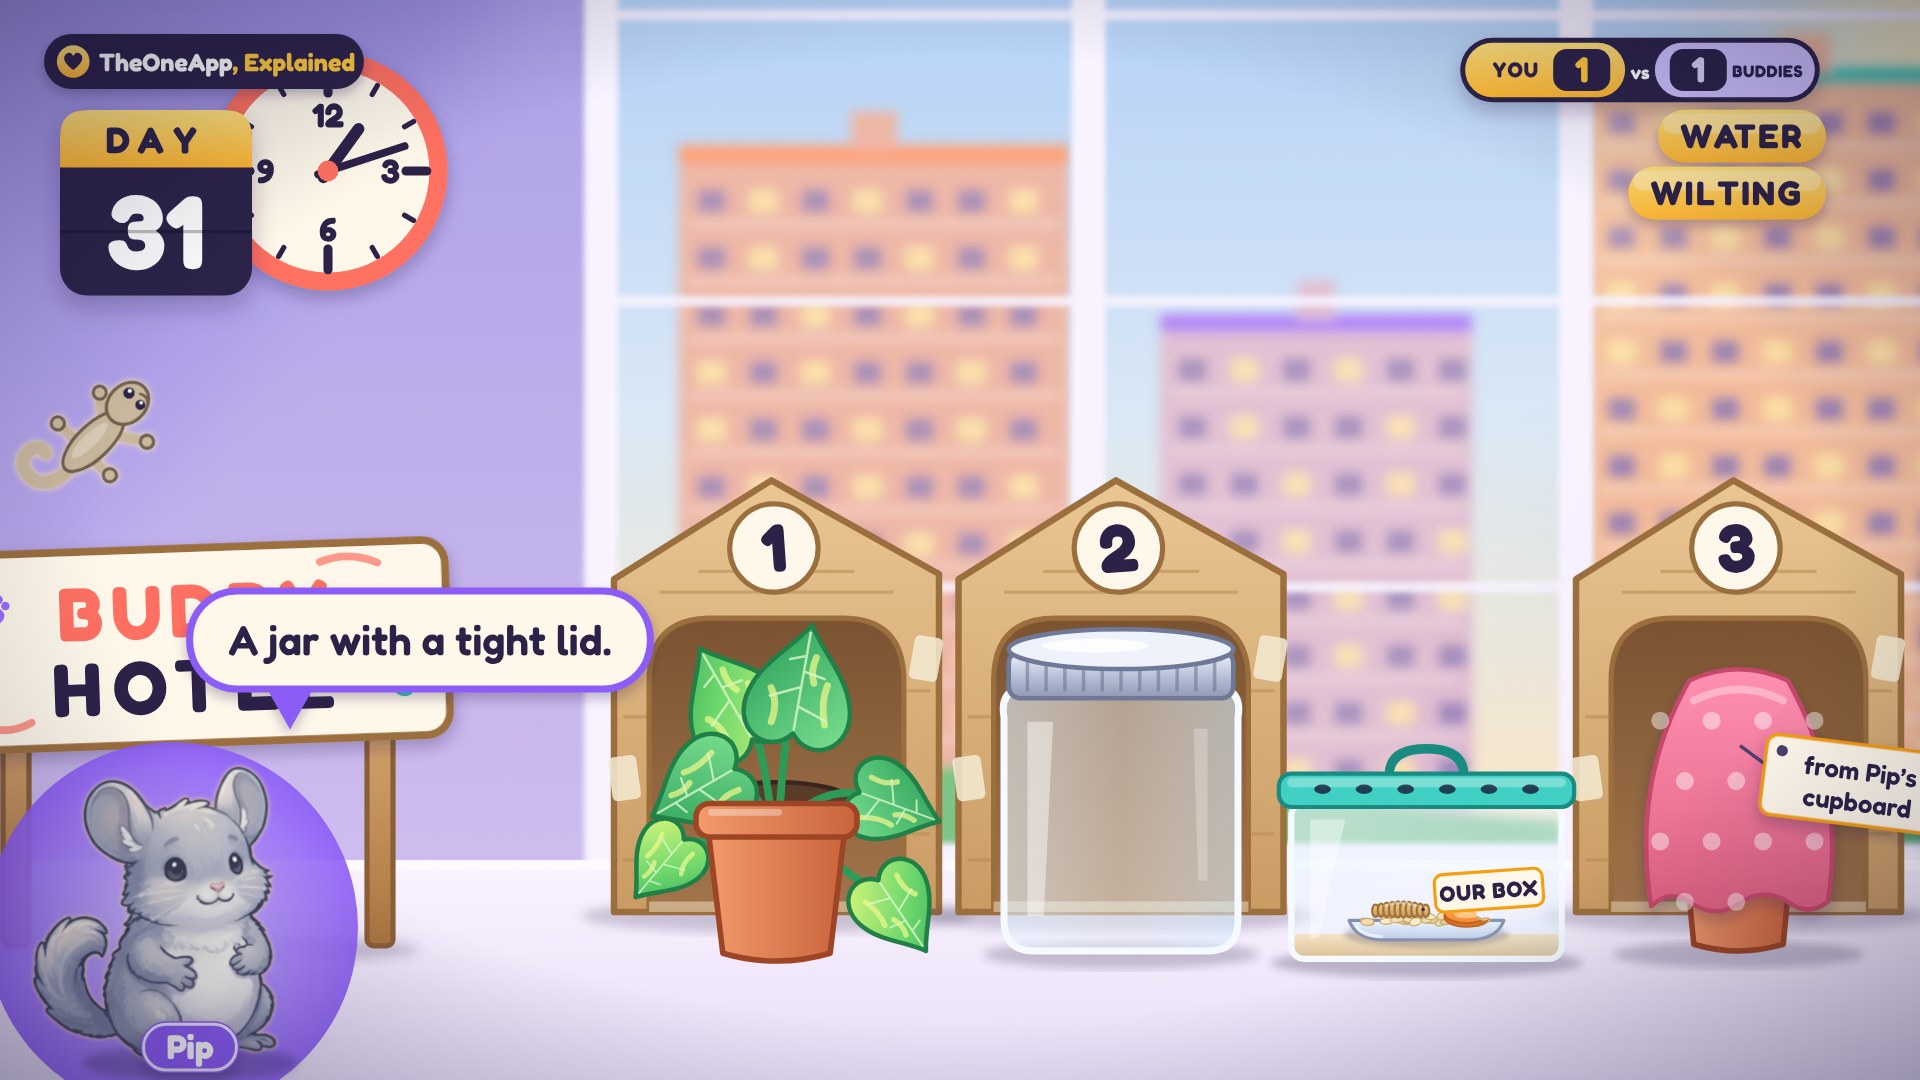 TheOneApp, Explained
DAY
31
12
3
6
9
YOU 1 vs 1 BUDDIES
WATER
WILTING
HOT
A jar with a tight lid.
1
2
3
OUR BOX
from Pip's
cupboard
Pip